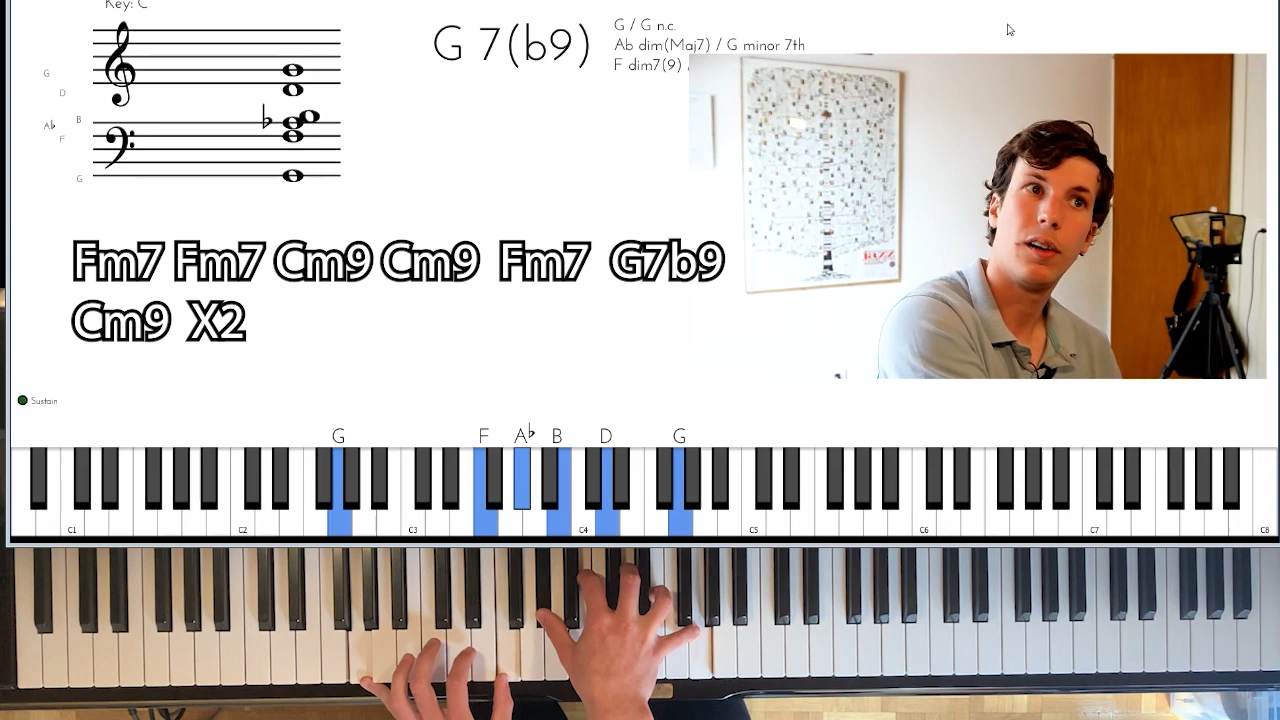 Key: C
G 7(b9)
G / G n.c.
Ab dim(Maj7) / G minor 7th
F dim7(9)
G
D
B
Ab
F
G
JAZZ
Fm7 Fm7 Cm9 Cm9 Fm7 G7b9
Cm9 X2
Sustain
G F A♭ B D G
C1 C2 C3 C4 C5 C6 C7 C8